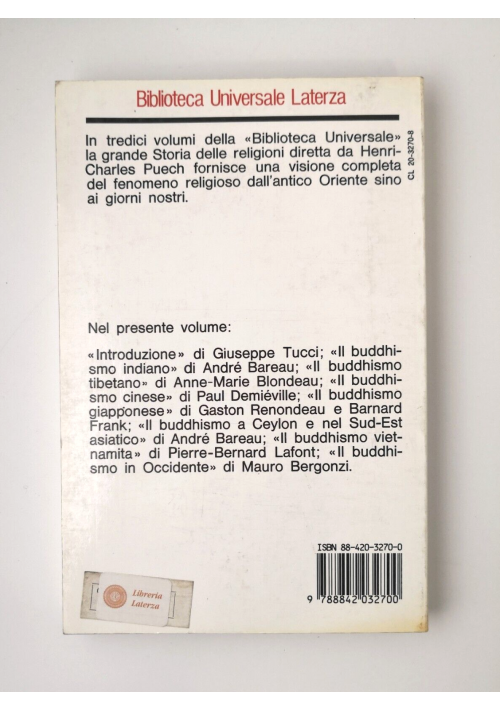 Biblioteca Universale Laterza
In tredici volumi della «Biblioteca Universale»
la grande Storia delle religioni diretta da Henri-
Charles Puech fornisce una visione completa
del fenomeno religioso dall'antico Oriente sino
ai giorni nostri.
CL 20-3270-8
Nel presente volume:
«Introduzione» di Giuseppe Tucci; «Il buddhi-
smo indiano» di André Bareau; «Il buddhismo
tibetano» di Anne-Marie Blondeau; «Il buddhi-
smo cinese» di Paul Demiéville; «Il buddhismo
giapponese» di Gaston Renondeau e Barnard
Frank; «Il buddhismo a Ceylon e nel Sud-Est
asiatico» di André Bareau; «Il buddhismo viet-
namita» di Pierre-Bernard Lafont; «Il buddhi-
smo in Occidente» di Mauro Bergonzi.
ISBN 88-420-3270-0
9 788842 032700
Libreria
Laterza